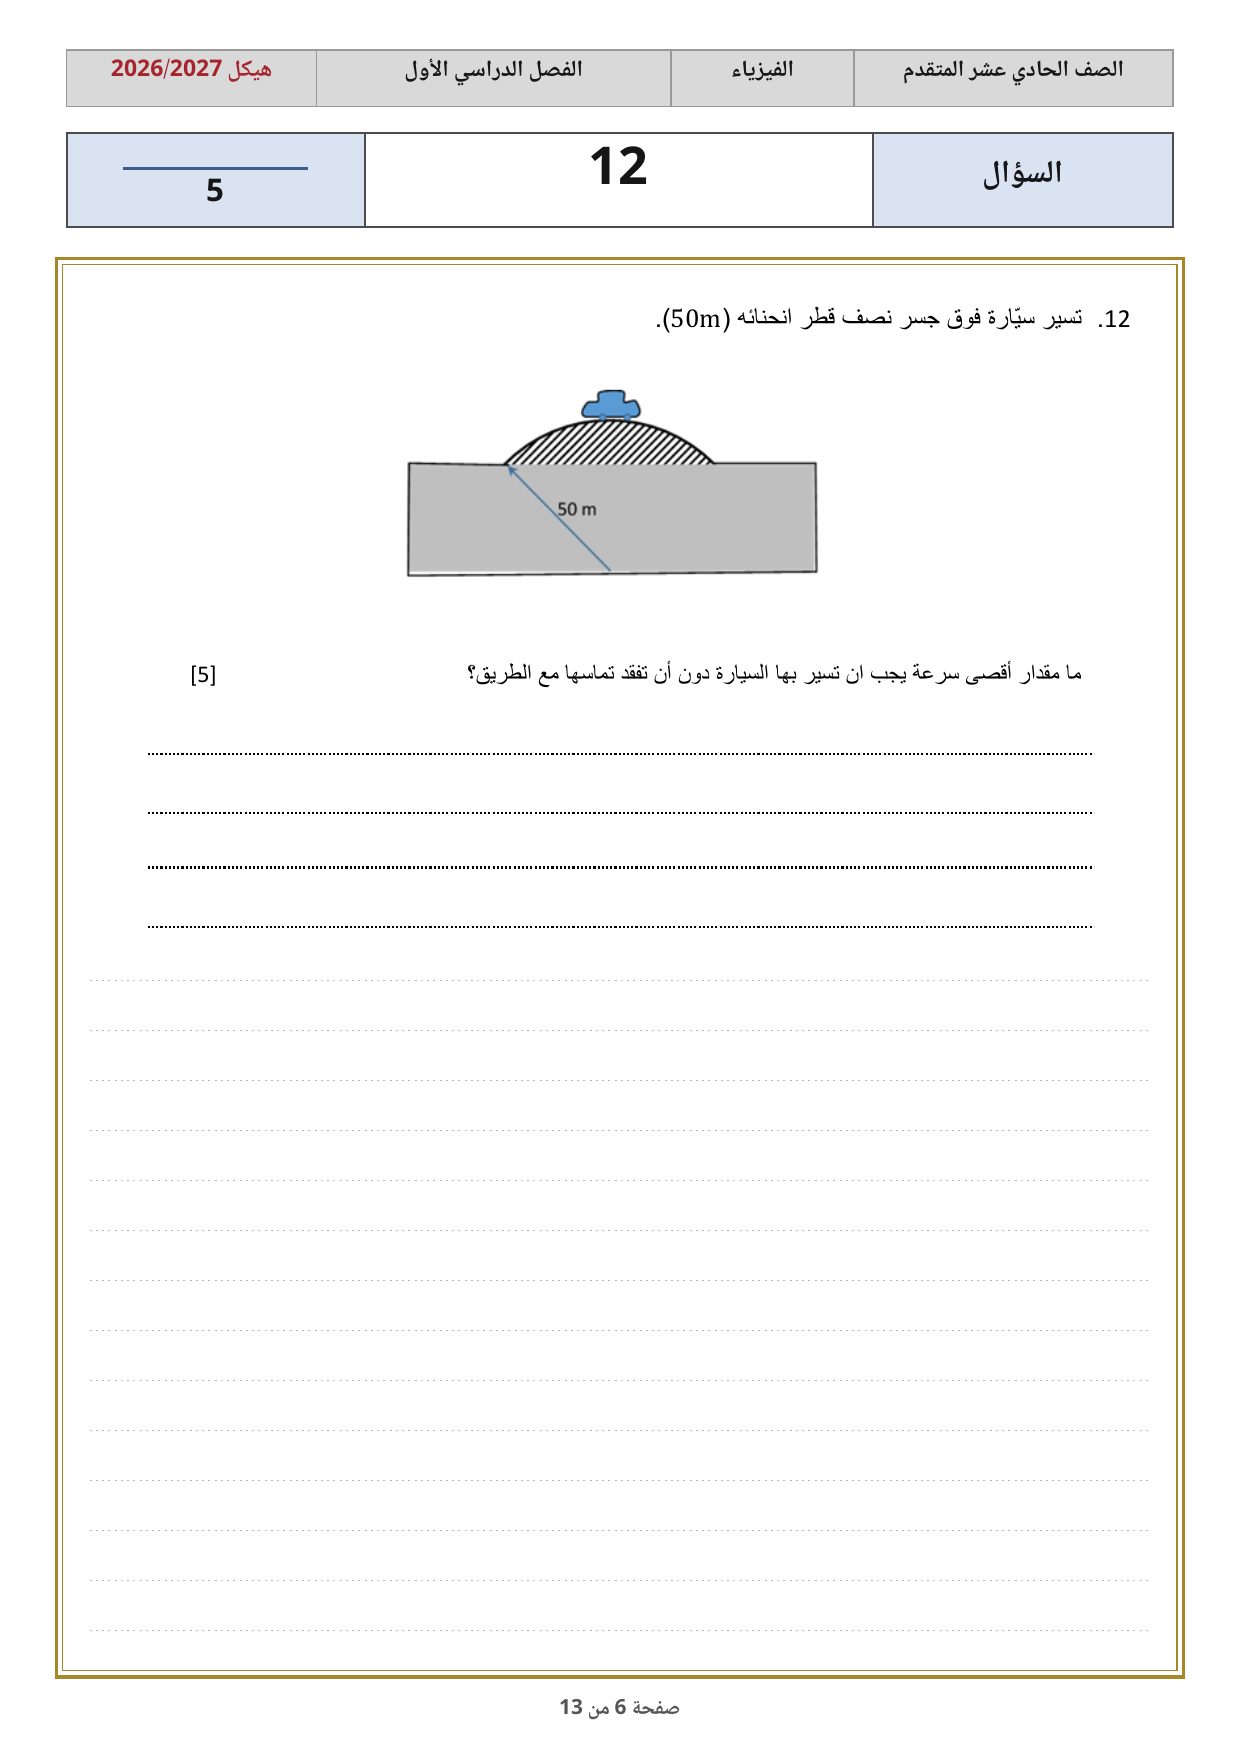 الصف الحادي عشر المتقدم الفيزياء الفصل الدراسي الأول هيكل 2026/2027
السؤال 12 5
12. تسير سيّارة فوق جسر نصف قطر انحنائه (50m).
50 m
ما مقدار أقصى سرعة يجب ان تسير بها السيارة دون أن تفقد تماسها مع الطريق؟ [5]
صفحة 6 من 13